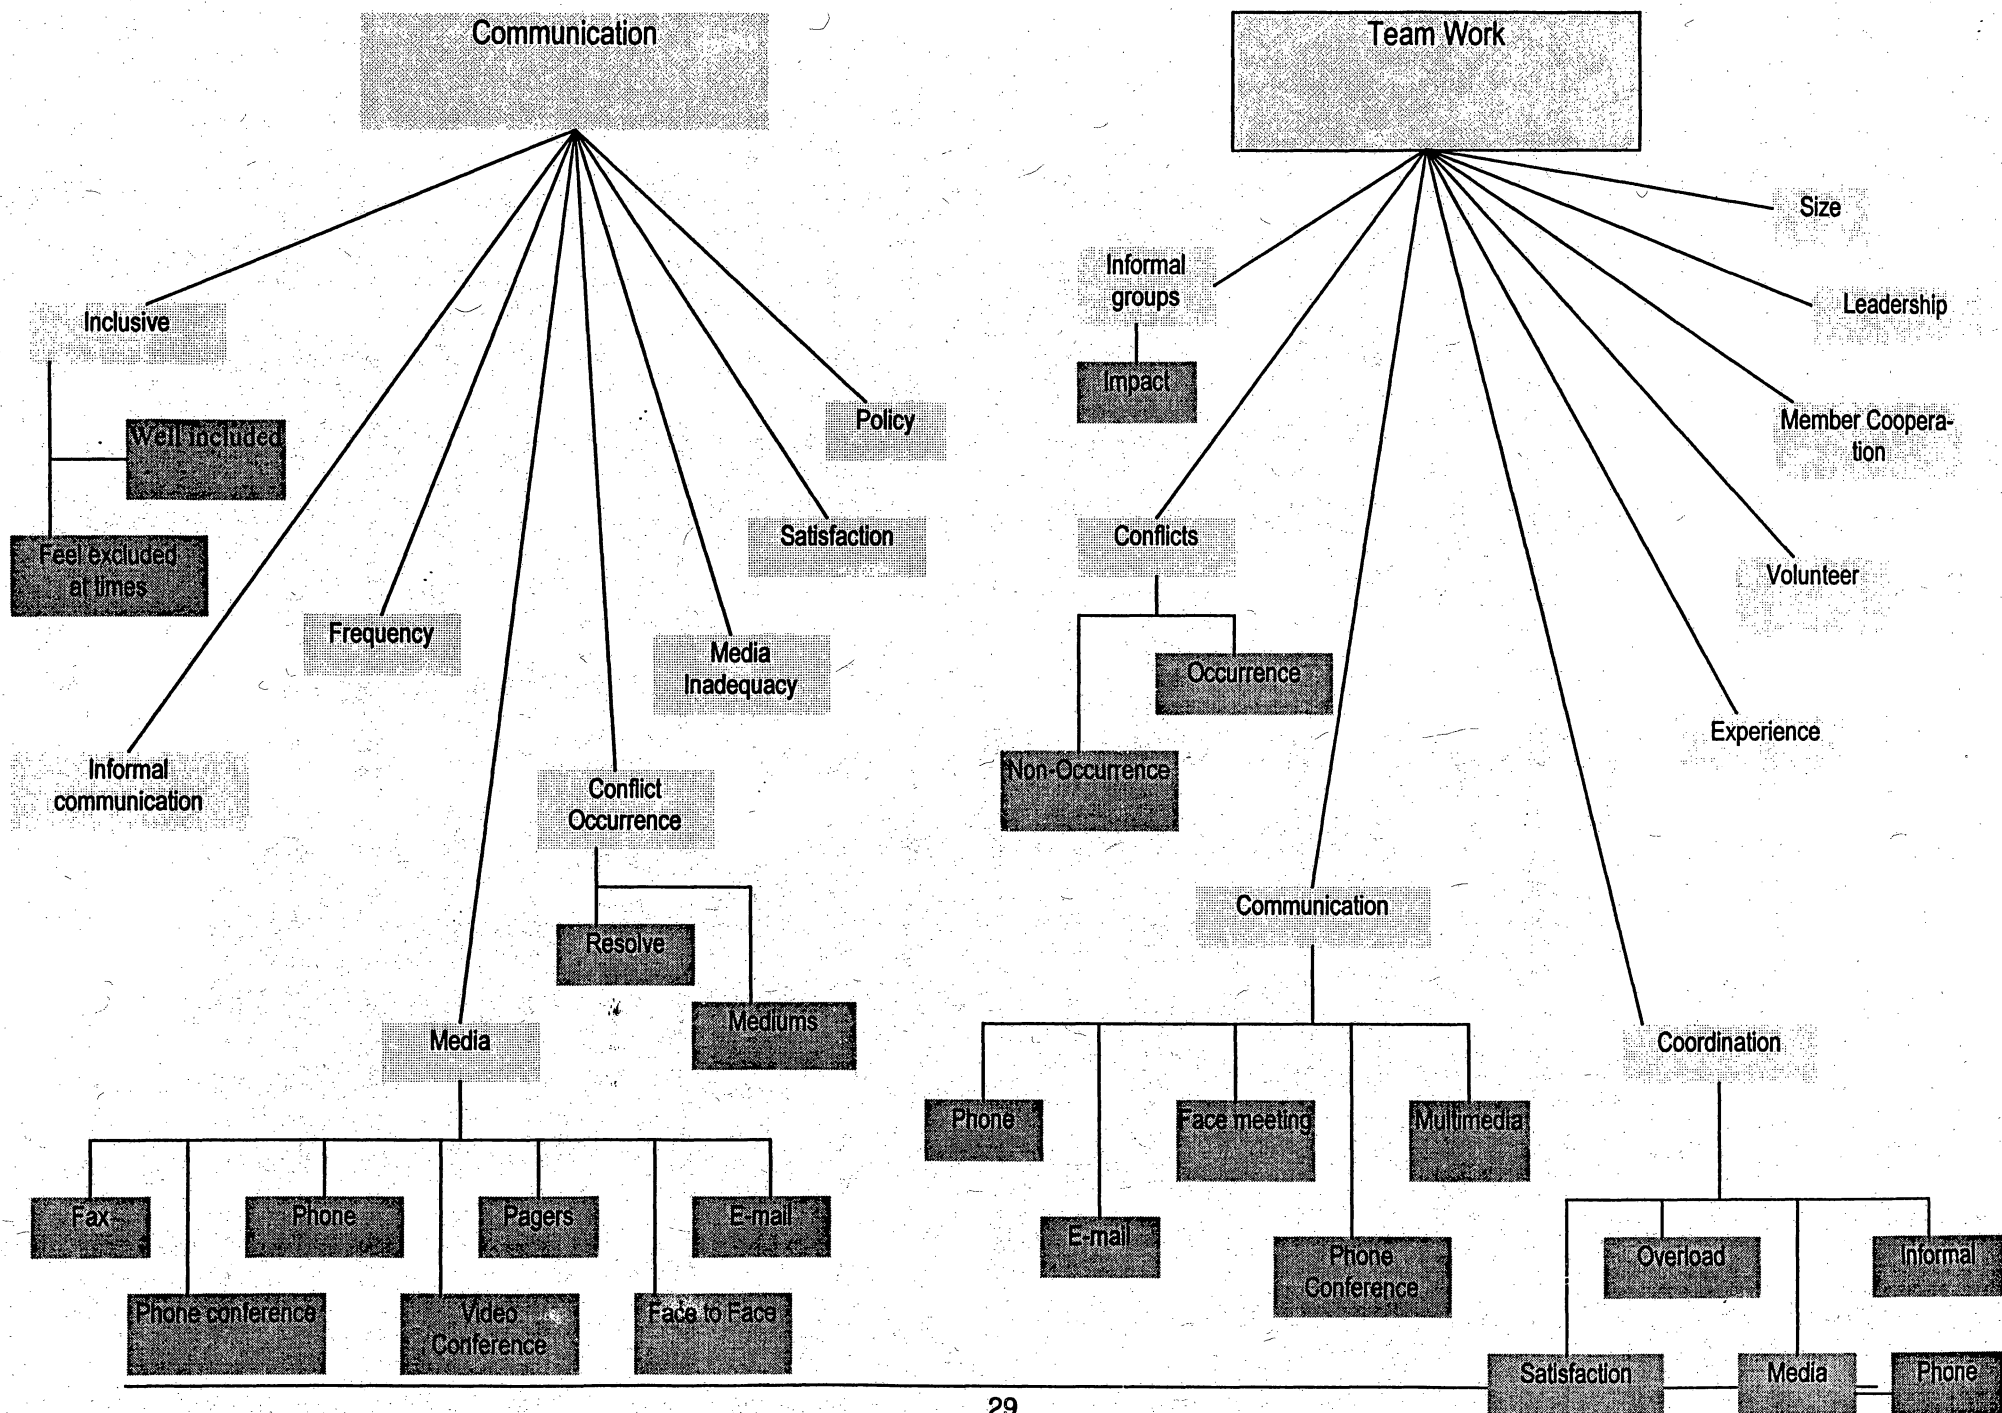 Communication
Inclusive
Well included
Feel excluded
at times
Informal
communication
Frequency
Media
Fax
Phone conference
Phone
Video
Conference
Pagers
Face to Face
E-mail
Conflict
Occurrence
Resolve
Mediums
Media
Inadequacy
Satisfaction
Policy
Team Work
Informal
groups
Impact
Conflicts
Occurrence
Non-Occurrence
Communication
Phone
E-mail
Face meeting
Phone
Conference
Multimedia
Coordination
Satisfaction
Overload
Media
Phone
Informal
Experience
Volunteer
Member Coopera-
tion
Leadership
Size
29